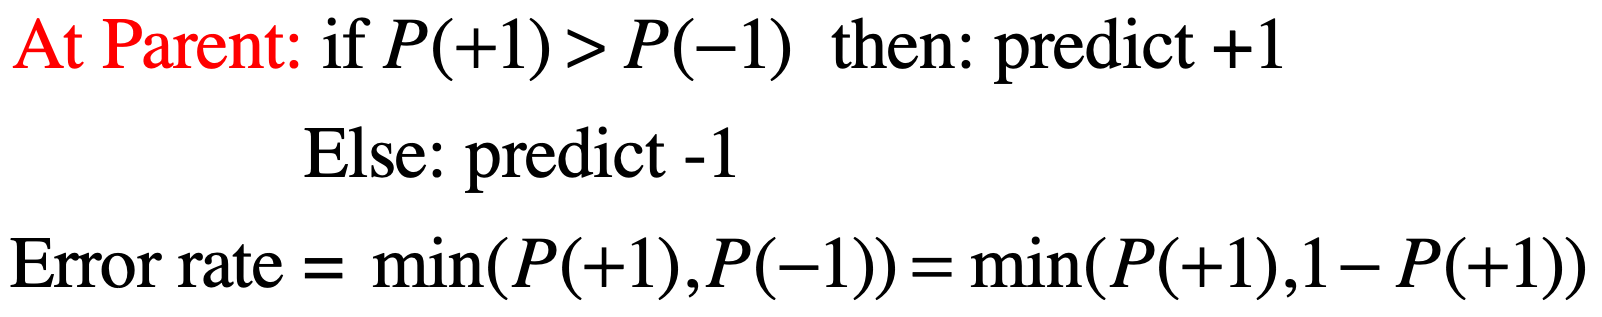 At Parent: if P(+1) > P(−1) then: predict +1
Else: predict -1
Error rate = min(P(+1),P(−1)) = min(P(+1),1− P(+1))